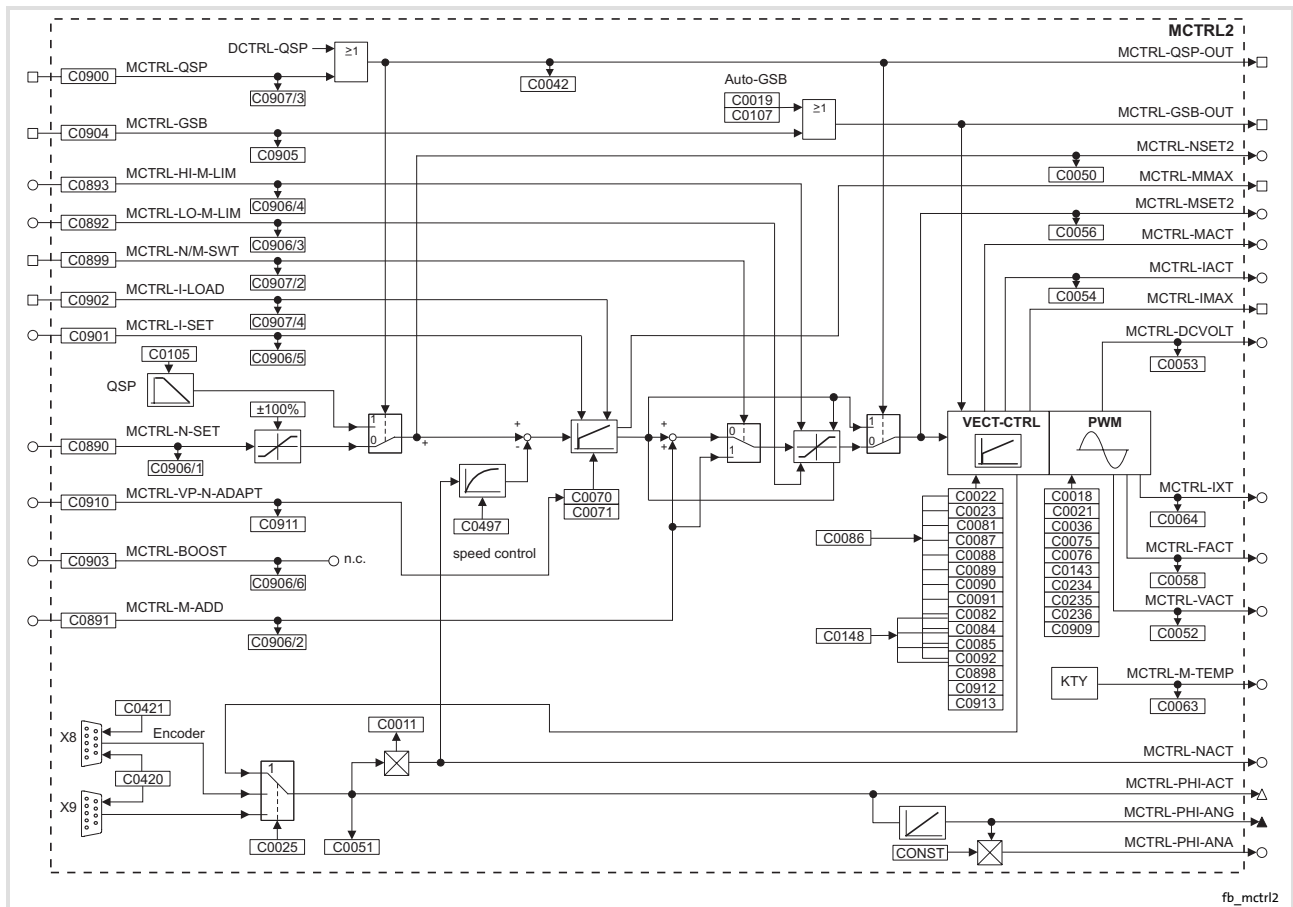 MCTRL2
DCTRL-QSP
≥1
MCTRL-QSP-OUT
C0900
MCTRL-QSP
C0907/3
C0042
Auto-GSB
C0019
C0107
≥1
MCTRL-GSB-OUT
C0904
MCTRL-GSB
C0905
MCTRL-NSET2
C0050
C0893
MCTRL-HI-M-LIM
C0906/4
MCTRL-MMAX
C0892
MCTRL-LO-M-LIM
C0906/3
MCTRL-MSET2
C0056
C0899
MCTRL-N/M-SWT
C0907/2
MCTRL-MACT
C0902
MCTRL-I-LOAD
C0907/4
MCTRL-IACT
C0054
C0901
MCTRL-I-SET
C0906/5
MCTRL-IMAX
MCTRL-DCVOLT
C0053
C0105
QSP
±100%
1
0
+
C0890
MCTRL-N-SET
C0906/1
+
-
+
+
0
1
1
0
VECT-CTRL
PWM
C0910
MCTRL-VP-N-ADAPT
C0911
C0497
speed control
C0070
C0071
C0903
MCTRL-BOOST
C0906/6
n.c.
C0891
MCTRL-M-ADD
C0906/2
C0086
C0148
C0022
C0023
C0081
C0087
C0088
C0089
C0090
C0091
C0082
C0084
C0085
C0092
C0898
C0912
C0913
C0018
C0021
C0036
C0075
C0076
C0143
C0234
C0235
C0236
C0909
MCTRL-IXT
C0064
MCTRL-FACT
C0058
MCTRL-VACT
C0052
KTY
MCTRL-M-TEMP
C0063
C0421
X8
Encoder
C0420
X9
1
C0025
C0011
C0051
MCTRL-NACT
MCTRL-PHI-ACT
MCTRL-PHI-ANG
CONST
MCTRL-PHI-ANA
fb_mctrl2